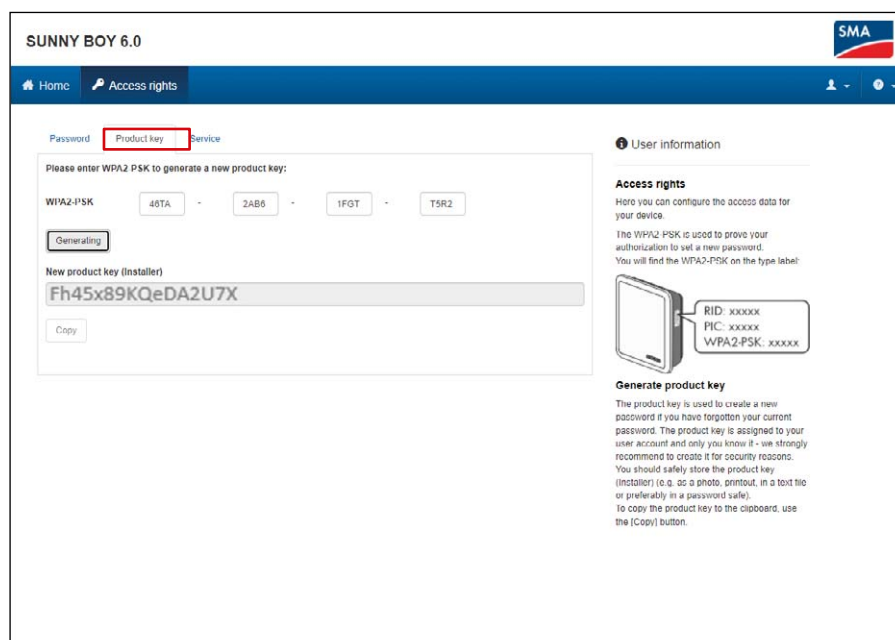 SUNNY BOY 6.0
SMA
Home
Access rights
Password
Product key
Service
Please enter WPA2 PSK to generate a new product key:
WPA2-PSK 46TA - 2AB6 - 1FGT - T5R2
Generating
New product key (Installer)
Fh45x89KQeDA2U7X
Copy
User information
Access rights
Here you can configure the access data for
your device.
The WPA2-PSK is used to prove your
authorization to set a new password.
You will find the WPA2-PSK on the type label:
RID: xxxxx
PIC: xxxxx
WPA2-PSK: xxxxx
Generate product key
The product key is used to create a new
password if you have forgotten your current
password. The product key is assigned to your
user account and only you know it - we strongly
recommend to create it for security reasons.
You should safely store the product key
(Installer) (e.g. as a photo, printout, in a text file
or preferably in a password safe).
To copy the product key to the clipboard, use
the [Copy] button.